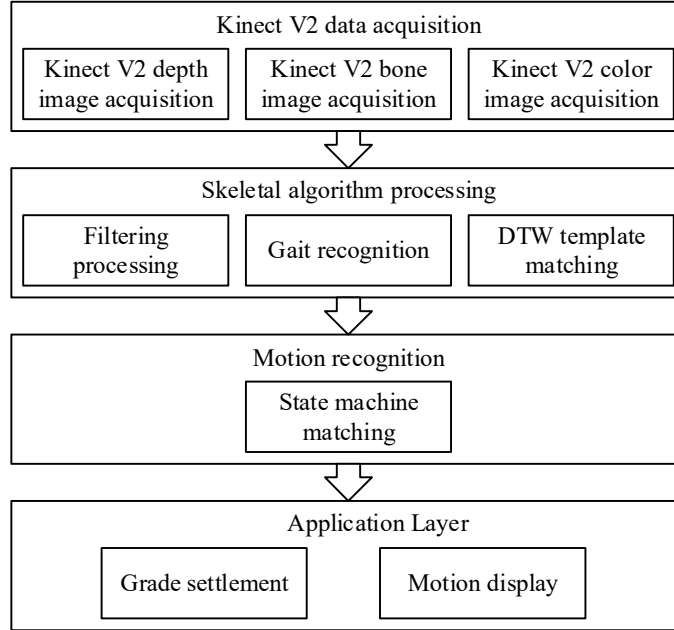 Kinect V2 data acquisition
Kinect V2 depth
image acquisition
Kinect V2 bone
image acquisition
Kinect V2 color
image acquisition
Skeletal algorithm processing
Filtering
processing
Gait recognition
DTW template
matching
Motion recognition
State machine
matching
Application Layer
Grade settlement
Motion display